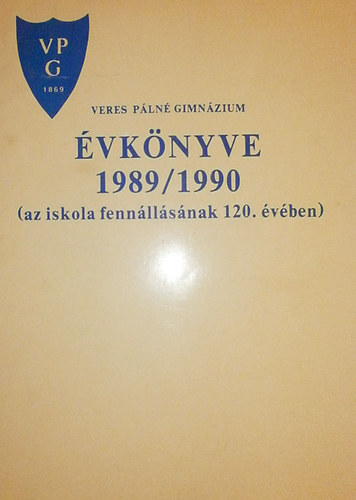 VP
G
1869
VERES PÁLNÉ GIMNÁZIUM
ÉVKÖNYVE
1989/1990
(az iskola fennállásának 120. évében)